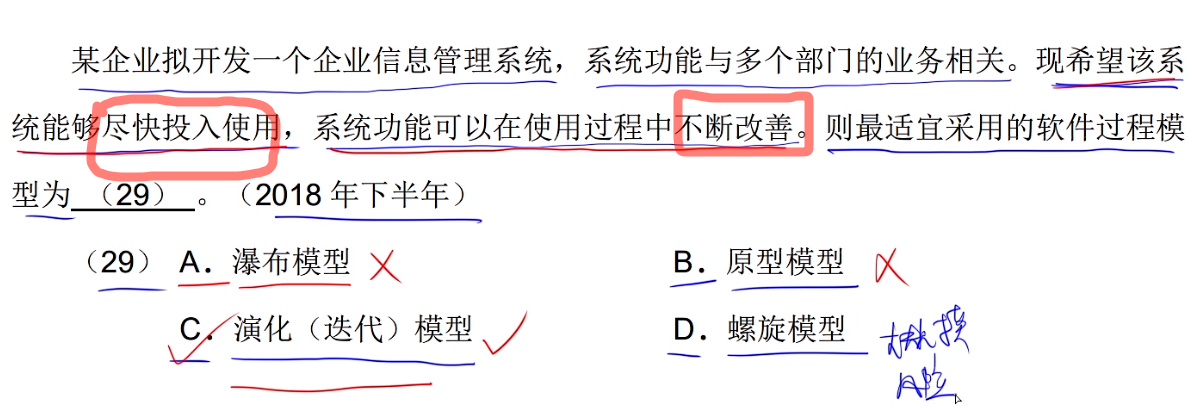 某企业拟开发一个企业信息管理系统，系统功能与多个部门的业务相关。现希望该系
统能够尽快投入使用，系统功能可以在使用过程中不断改善。则最适宜采用的软件过程模
型为 （29） 。（2018 年下半年）
（29） A．瀑布模型 B．原型模型
C．演化（迭代）模型 D．螺旋模型
风险